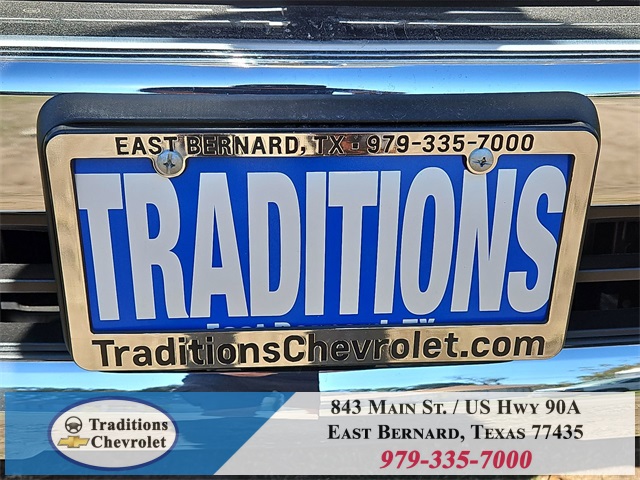 EAST BERNARD, TX · 979-335-7000
TRADITIONS
TraditionsChevrolet.com
Traditions
Chevrolet
843 MAIN ST. / US HWY 90A
EAST BERNARD, TEXAS 77435
979-335-7000